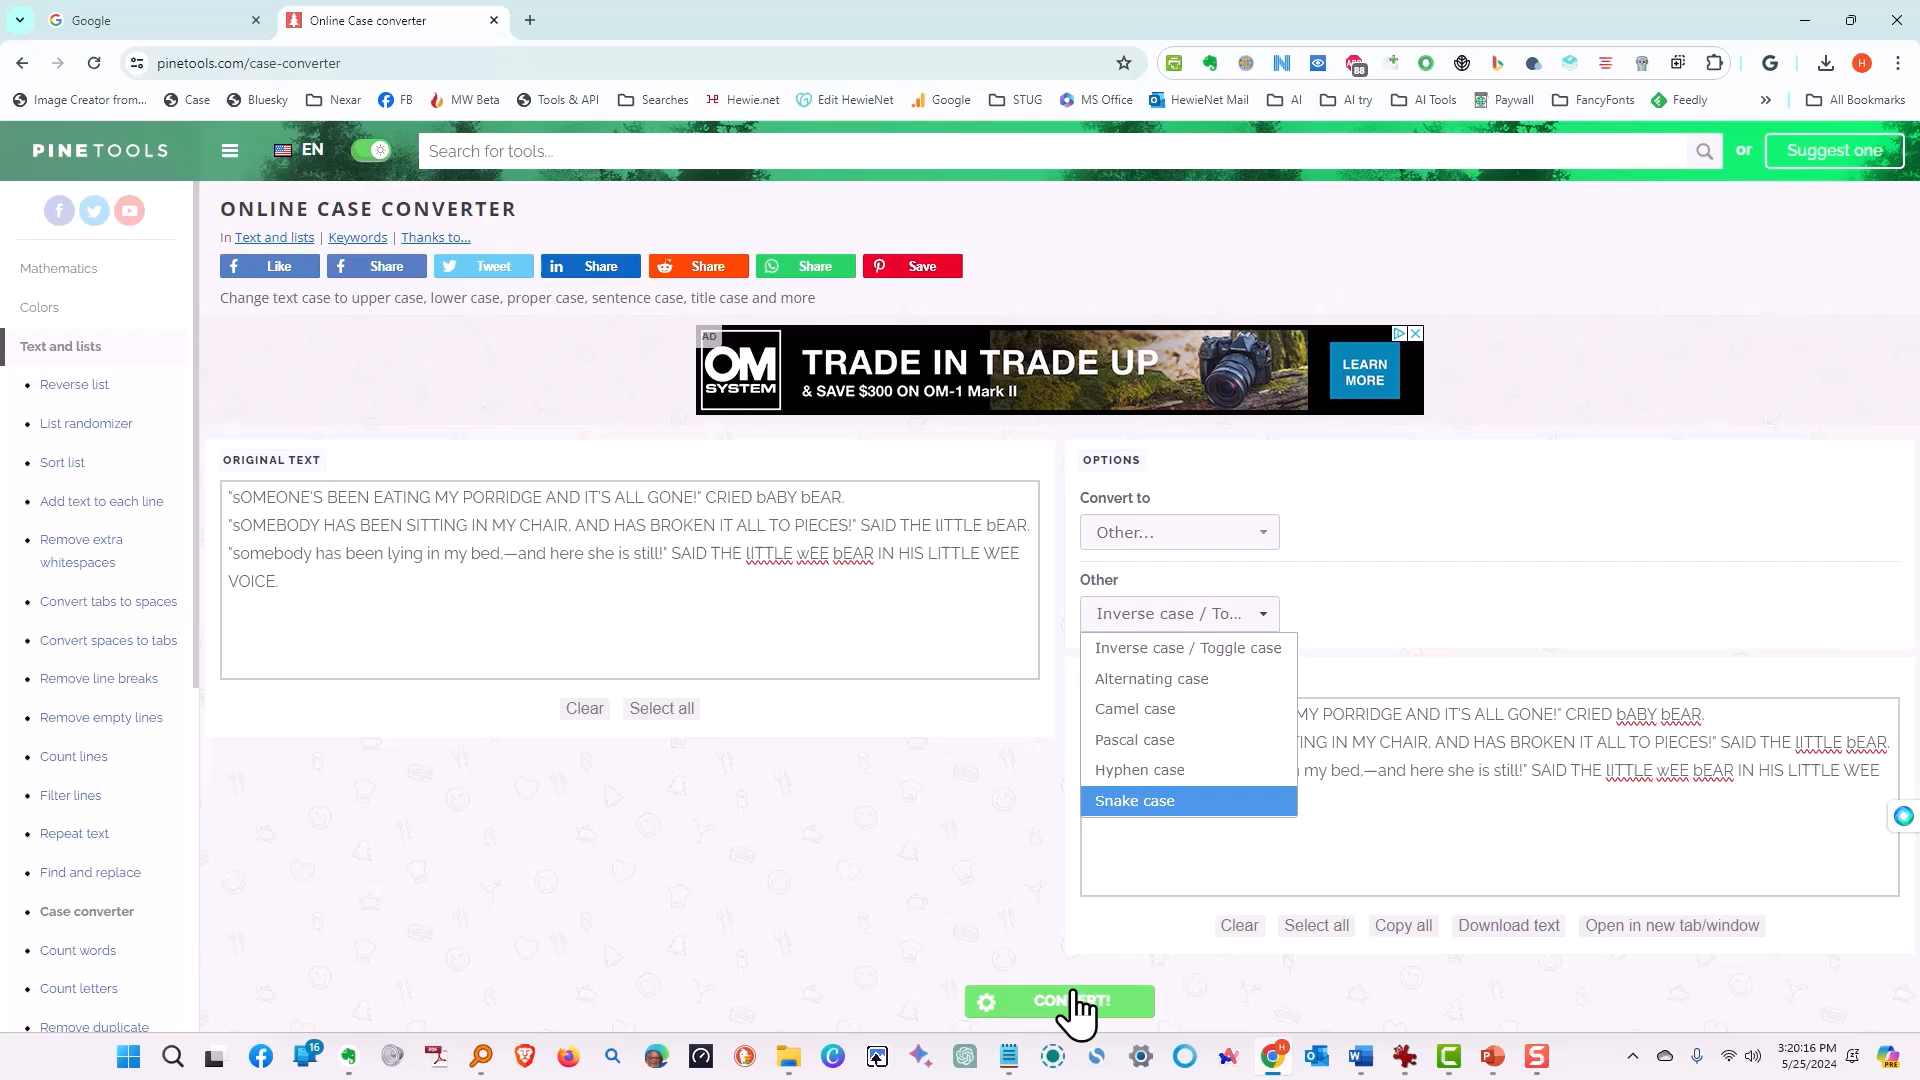 Google
Online Case converter
pinetools.com/case-converter
88
H
Image Creator from...
Case
Bluesky
Nexar
FB
MW Beta
Tools & API
Searches
Hewie.net
Edit HewieNet
Google
STUG
MS Office
HewieNet Mail
AI
AI try
AI Tools
Paywall
FancyFonts
Feedly
All Bookmarks
PINETOOLS
EN
Search for tools...
or
Suggest one
ONLINE CASE CONVERTER
In Text and lists | Keywords | Thanks to...
Like
Share
Tweet
Share
Share
Share
Save
Change text case to upper case, lower case, proper case, sentence case, title case and more
AD
OM
SYSTEM
TRADE IN TRADE UP
& SAVE $300 ON OM-1 Mark II
LEARN
MORE
Mathematics
Colors
Text and lists
Reverse list
List randomizer
Sort list
Add text to each line
Remove extra
whitespaces
Convert tabs to spaces
Convert spaces to tabs
Remove line breaks
Remove empty lines
Count lines
Filter lines
Repeat text
Find and replace
Case converter
Count words
Count letters
Remove duplicate
ORIGINAL TEXT
"sOMEONE'S BEEN EATING MY PORRIDGE AND IT'S ALL GONE!" CRIED bABY bEAR.
"sOMEBODY HAS BEEN SITTING IN MY CHAIR, AND HAS BROKEN IT ALL TO PIECES!" SAID THE lITTLE bEAR.
"somebody has been lying in my bed,—and here she is still!" SAID THE lITTLE wEE bEAR IN HIS LITTLE WEE
VOICE.
Clear
Select all
OPTIONS
Convert to
Other...
Other
Inverse case / To...
Inverse case / Toggle case
Alternating case
Camel case
Pascal case
Hyphen case
Snake case
MY PORRIDGE AND IT'S ALL GONE!" CRIED bABY bEAR.
TING IN MY CHAIR, AND HAS BROKEN IT ALL TO PIECES!" SAID THE lITTLE bEAR.
my bed,—and here she is still!" SAID THE lITTLE wEE bEAR IN HIS LITTLE WEE
Clear
Select all
Copy all
Download text
Open in new tab/window
16
3:20:16 PM
5/25/2024